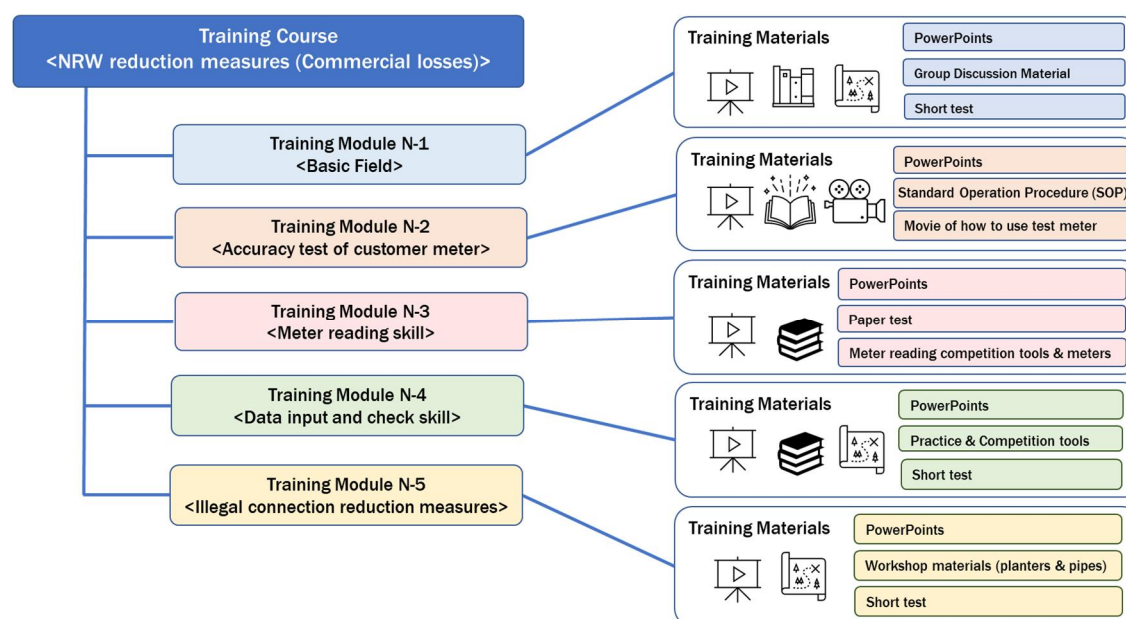 Training Course
<NRW reduction measures (Commercial losses)>
Training Module N-1
<Basic Field>
Training Module N-2
<Accuracy test of customer meter>
Training Module N-3
<Meter reading skill>
Training Module N-4
<Data input and check skill>
Training Module N-5
<Illegal connection reduction measures>
Training Materials
PowerPoints
Group Discussion Material
Short test
Training Materials
PowerPoints
Standard Operation Procedure (SOP)
Movie of how to use test meter
Training Materials
PowerPoints
Paper test
Meter reading competition tools & meters
Training Materials
PowerPoints
Practice & Competition tools
Short test
Training Materials
PowerPoints
Workshop materials (planters & pipes)
Short test